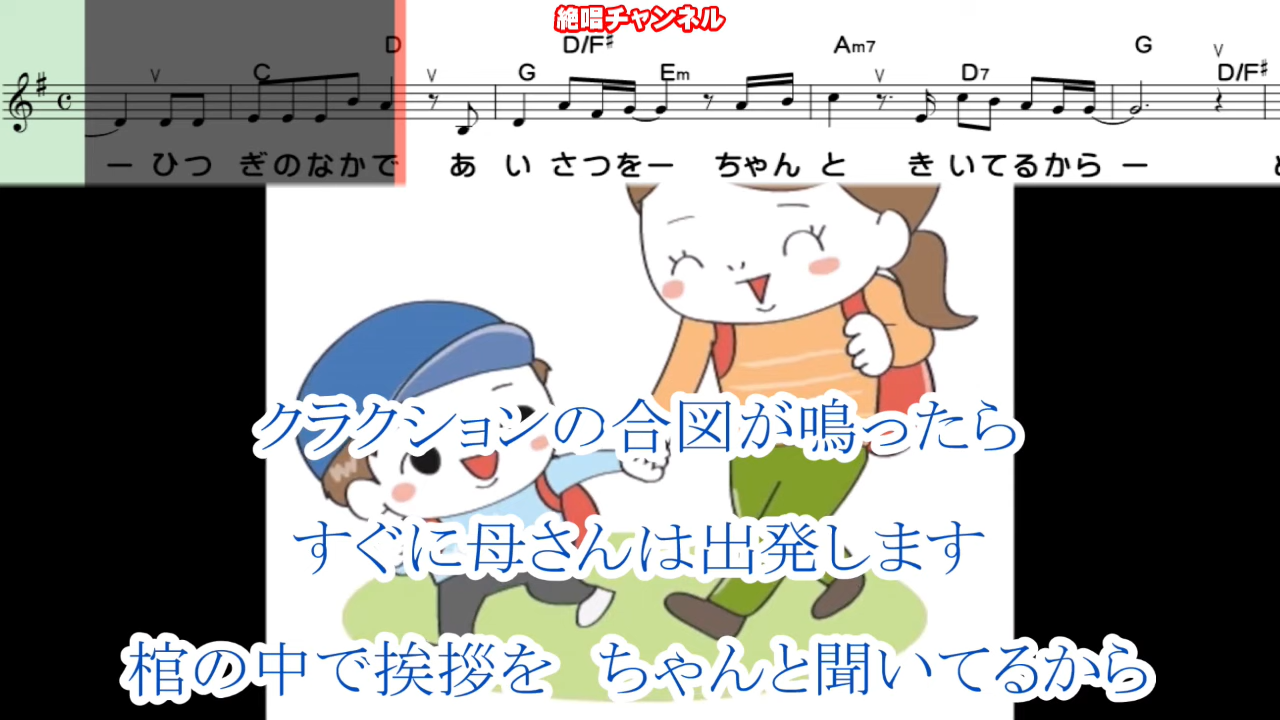 絶唱チャンネル
D D/F# Am7 G
C G Em D7 D/F#
ー ひつ ぎのなかで あ い さつをー ちゃん と き いてるから ー
クラクションの合図が鳴ったら
すぐに母さんは出発します
棺の中で挨拶を ちゃんと聞いてるから